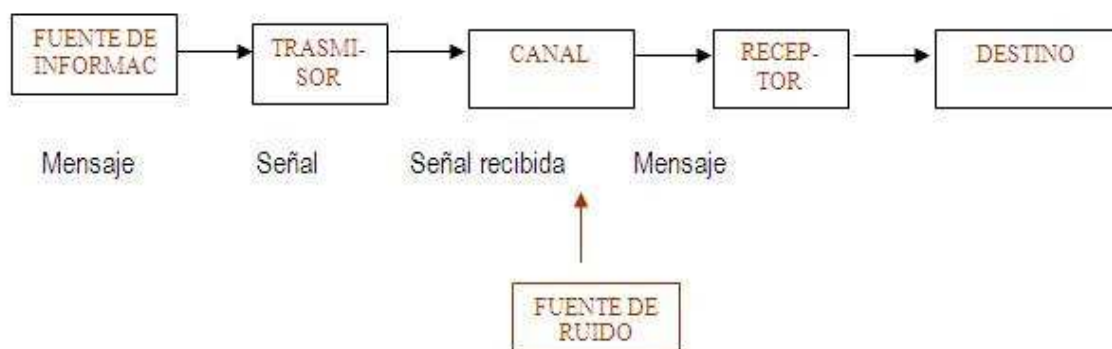 FUENTE DE
INFORMAC
TRASMI-
SOR
CANAL
RECEP-
TOR
DESTINO
Mensaje
Señal
Señal recibida
Mensaje
FUENTE DE
RUIDO